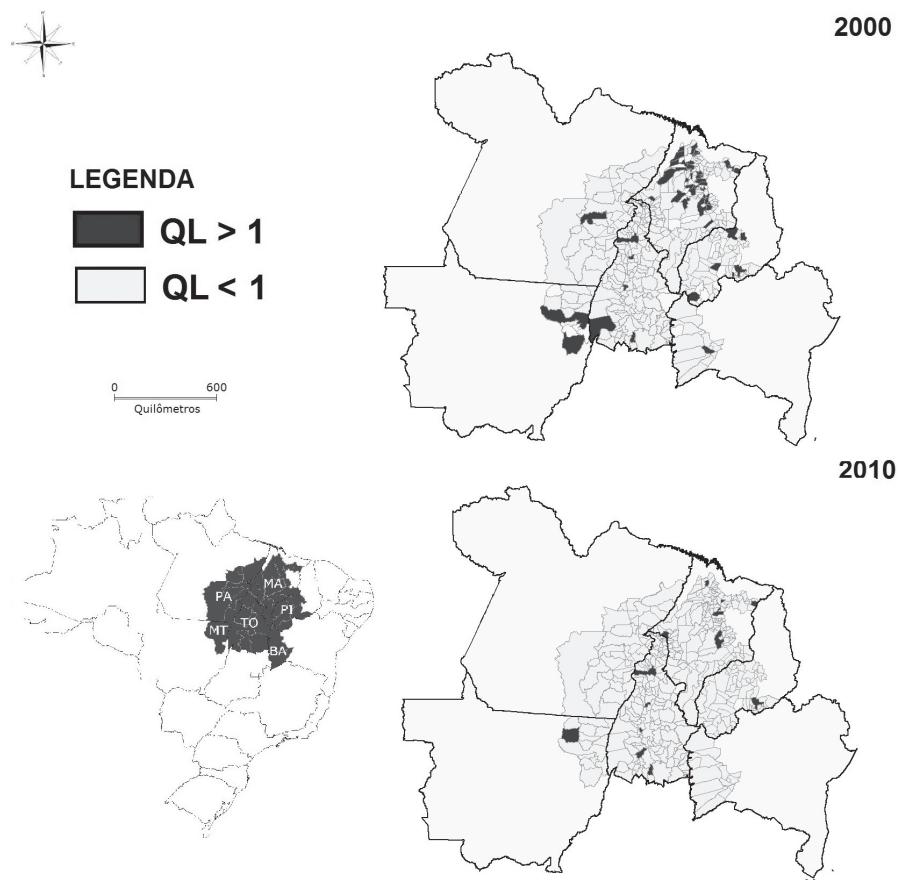 2000
LEGENDA
QL > 1
QL < 1
0 600
Quilômetros
2010
PA
MA
PI
MT
TO
BA